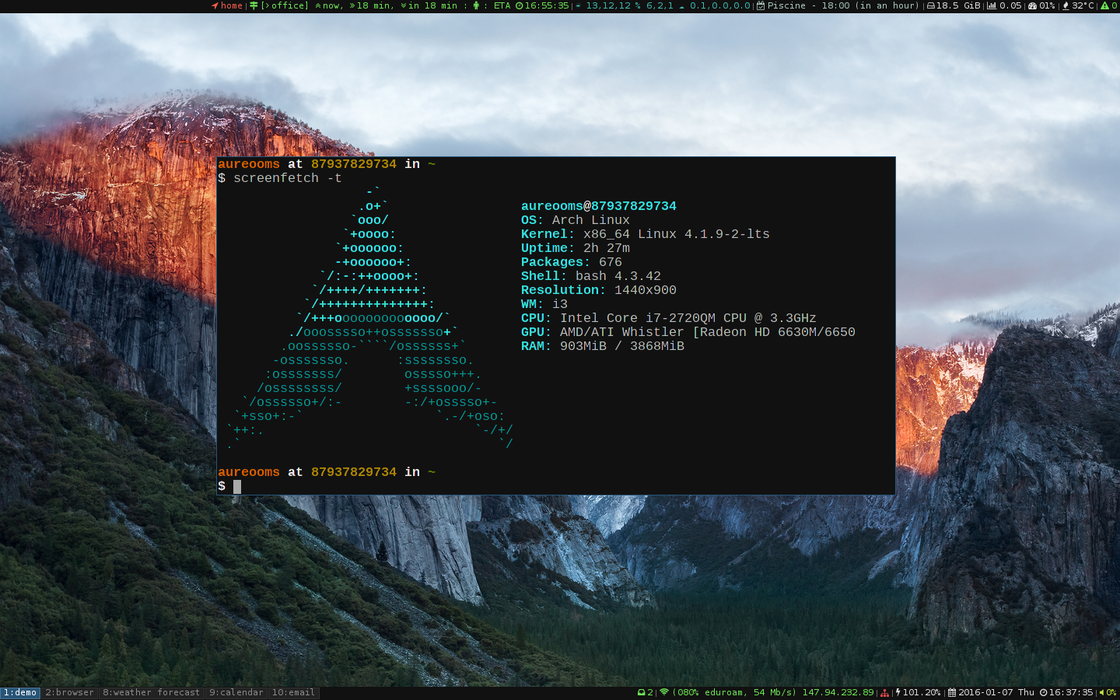 home | [>office] now, 18 min, in 18 min : : ETA 16:55:35 | 13,12,12 % 6,2,1 0.1,0.0,0.0 | Piscine - 18:00 (in an hour) | 18.5 GiB | 0.05 | 01% | 32°C | 0
aureooms at 87937829734 in ~
$ screenfetch -t
aureooms@87937829734
OS: Arch Linux
Kernel: x86_64 Linux 4.1.9-2-lts
Uptime: 2h 27m
Packages: 676
Shell: bash 4.3.42
Resolution: 1440x900
WM: i3
CPU: Intel Core i7-2720QM CPU @ 3.3GHz
GPU: AMD/ATI Whistler [Radeon HD 6630M/6650
RAM: 903MiB / 3868MiB
aureooms at 87937829734 in ~
$
1:demo 2:browser 8:weather forecast 9:calendar 10:email
2 | (080% eduroam, 54 Mb/s) 147.94.232.89 | 101.20% | 2016-01-07 Thu 16:37:35 | 0%